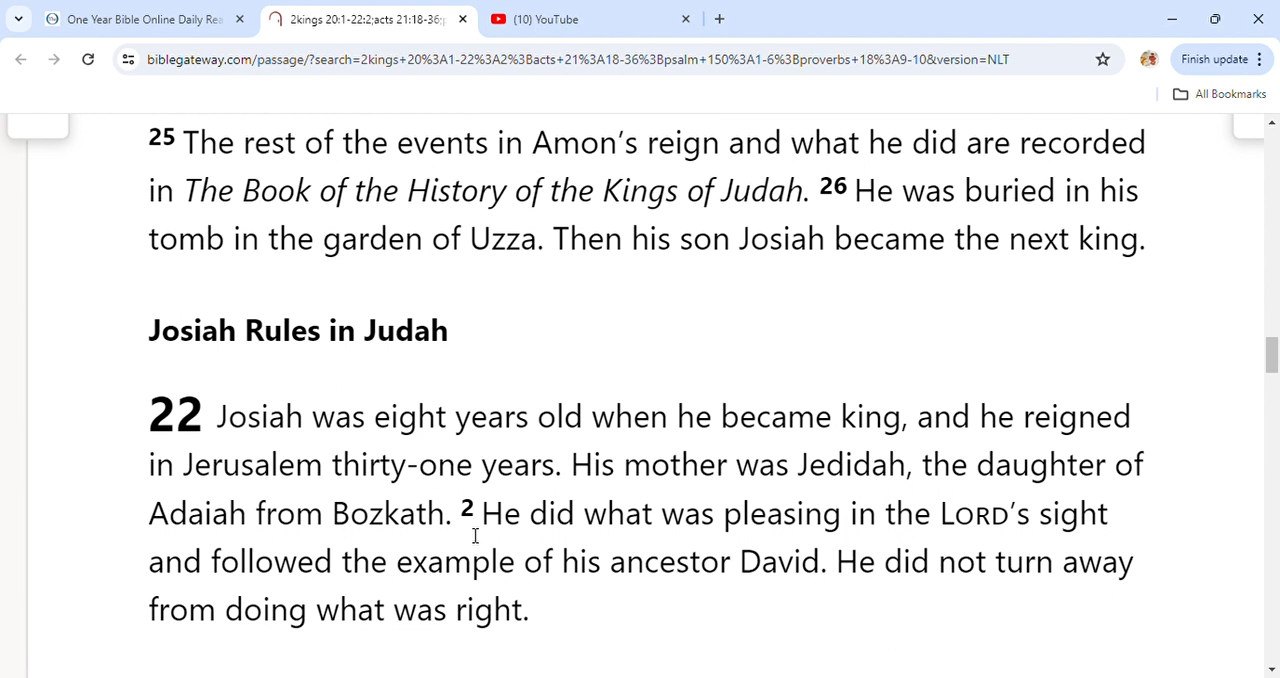 One Year Bible Online Daily Rea
2kings 20:1-22:2;acts 21:18-36;p
(10) YouTube
biblegateway.com/passage/?search=2kings+20%3A1-22%3A2%3Bacts+21%3A18-36%3Bpsalm+150%3A1-6%3Bproverbs+18%3A9-10&version=NLT
Finish update
All Bookmarks
25 The rest of the events in Amon’s reign and what he did are recorded
in The Book of the History of the Kings of Judah. 26 He was buried in his
tomb in the garden of Uzza. Then his son Josiah became the next king.
Josiah Rules in Judah
22 Josiah was eight years old when he became king, and he reigned
in Jerusalem thirty-one years. His mother was Jedidah, the daughter of
Adaiah from Bozkath. 2 He did what was pleasing in the LORD’s sight
and followed the example of his ancestor David. He did not turn away
from doing what was right.